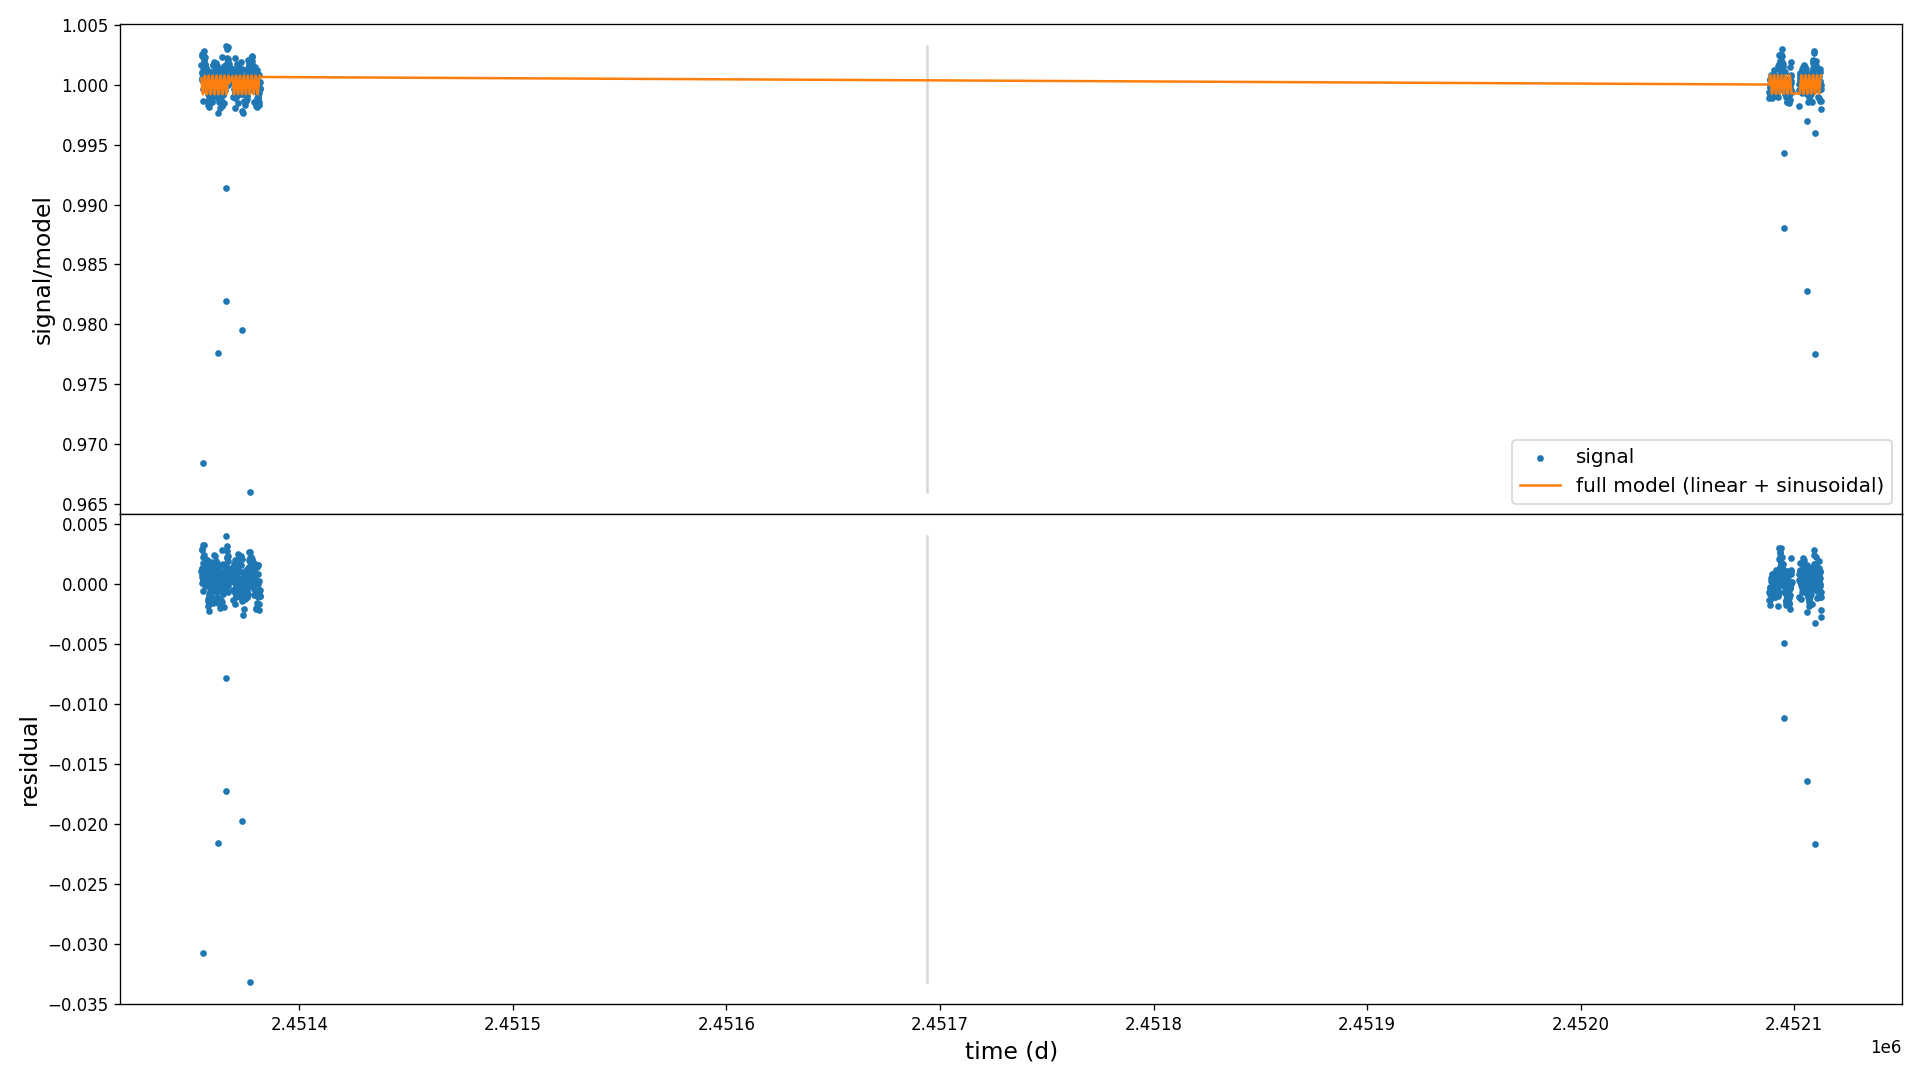 1.005
1.000
0.995
0.990
0.985
0.980
0.975
0.970
0.965
signal/model
signal
full model (linear + sinusoidal)
0.005
0.000
−0.005
−0.010
−0.015
−0.020
−0.025
−0.030
−0.035
residual
2.4514 2.4515 2.4516 2.4517 2.4518 2.4519 2.4520 2.4521
1e6
time (d)